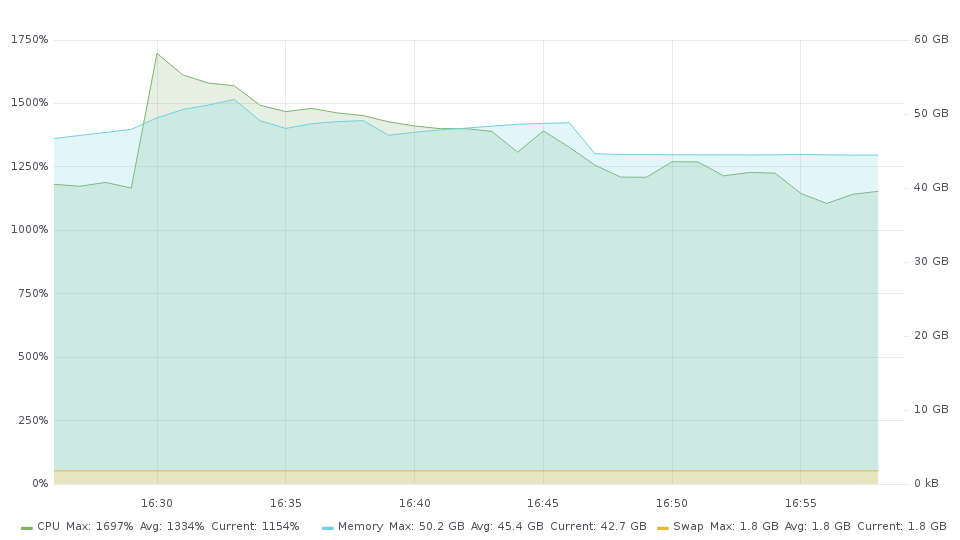 1750%
1500%
1250%
1000%
750%
500%
250%
0%
60 GB
50 GB
40 GB
30 GB
20 GB
10 GB
0 kB
16:30 16:35 16:40 16:45 16:50 16:55
CPU Max: 1697% Avg: 1334% Current: 1154% Memory Max: 50.2 GB Avg: 45.4 GB Current: 42.7 GB Swap Max: 1.8 GB Avg: 1.8 GB Current: 1.8 GB